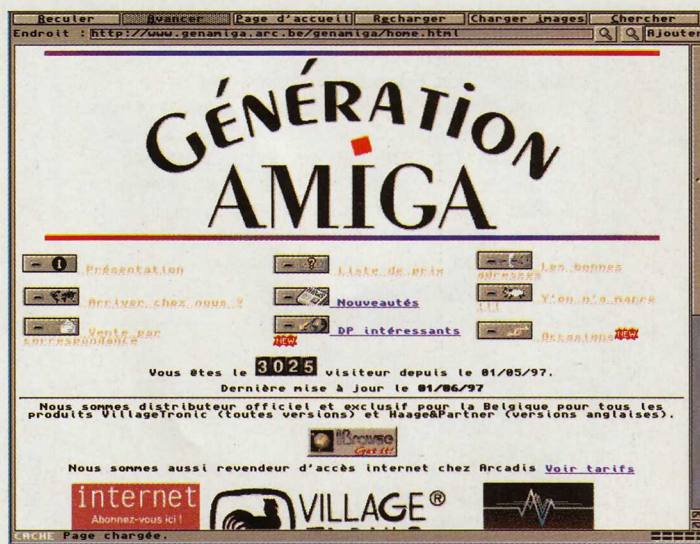 Reculer Avancer Page d'accueil Recharger Charger images Chercher
Endroit : http://www.genamiga.arc.be/genamiga/home.html Ajouter
GÉNÉRATION
AMIGA
Présentation
Liste de prix
Les bonnes
adresses
Arriver chez nous ?
Nouveautés
Y'en n'a marre
!!!
Vente par
correspondance
DP intéressants
NEW
Occasions NEW
Vous êtes le 3025 visiteur depuis le 01/05/97.
Dernière mise à jour le 01/06/97
Nous sommes distributeur officiel et exclusif pour la Belgique pour tous les
produits VillageTronic (toutes versions) et Haage&Partner (versions anglaises).
IBrowse
Get it!
Nous sommes aussi revendeur d'accès internet chez Arcadis Voir tarifs
internet
Abonnez-vous ici !
VILLAGE®
CACHE Page chargée.